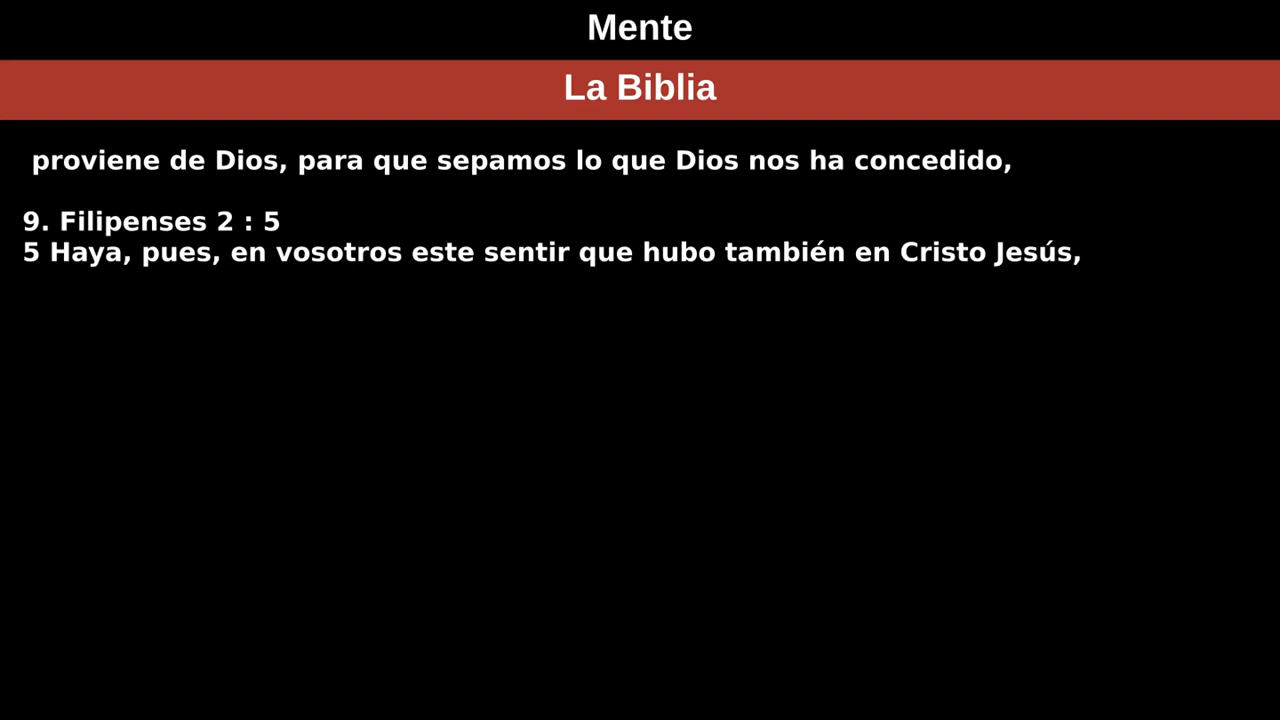 Mente
La Biblia
proviene de Dios, para que sepamos lo que Dios nos ha concedido,
9. Filipenses 2 : 5
5 Haya, pues, en vosotros este sentir que hubo también en Cristo Jesús,